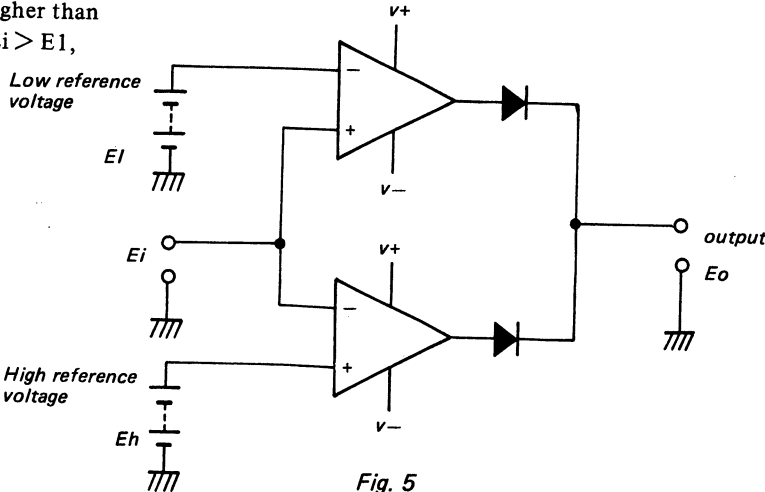 gher than
i > E1,
v+
Low reference
voltage
−
+
El
v−
Ei
v+
output
−
Eo
+
High reference
voltage
Eh
v−
Fig. 5